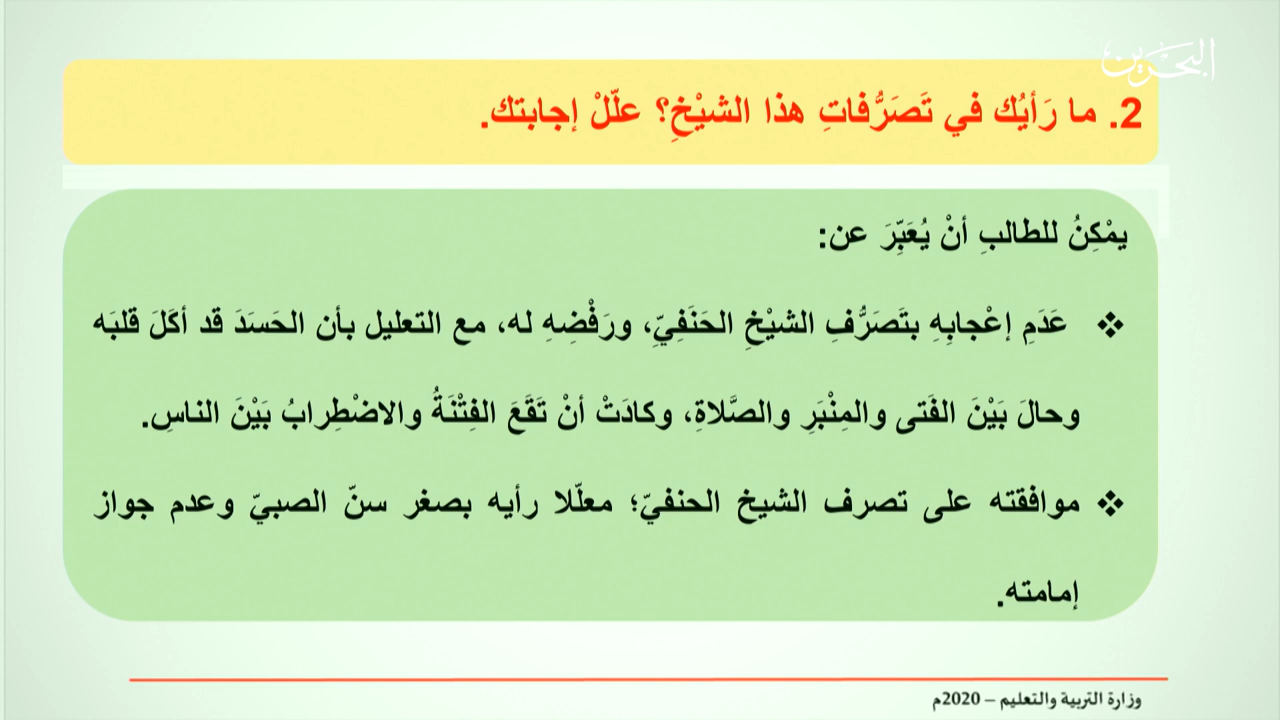 البحرين
2. ما رَأيُك في تَصَرُّفاتِ هذا الشيْخِ؟ علّلْ إجابتك.
يمْكِنُ للطالبِ أنْ يُعَبِّرَ عن:
❖ عَدَمِ إعْجابِهِ بتَصَرُّفِ الشيْخِ الحَنَفِيّ، ورَفْضِهِ له، مع التعليل بأن الحَسَدَ قد أكَلَ قلبَه
وحالَ بَيْنَ الفَتى والمِنْبَرِ والصَّلاةِ، وكادَتْ أنْ تَقَعَ الفِتْنَةُ والاضْطِرابُ بَيْنَ الناسِ.
❖ موافقته على تصرف الشيخ الحنفيّ؛ معلّلا رأيه بصغر سنّ الصبيّ وعدم جواز
إمامته.
وزارة التربية والتعليم – 2020م